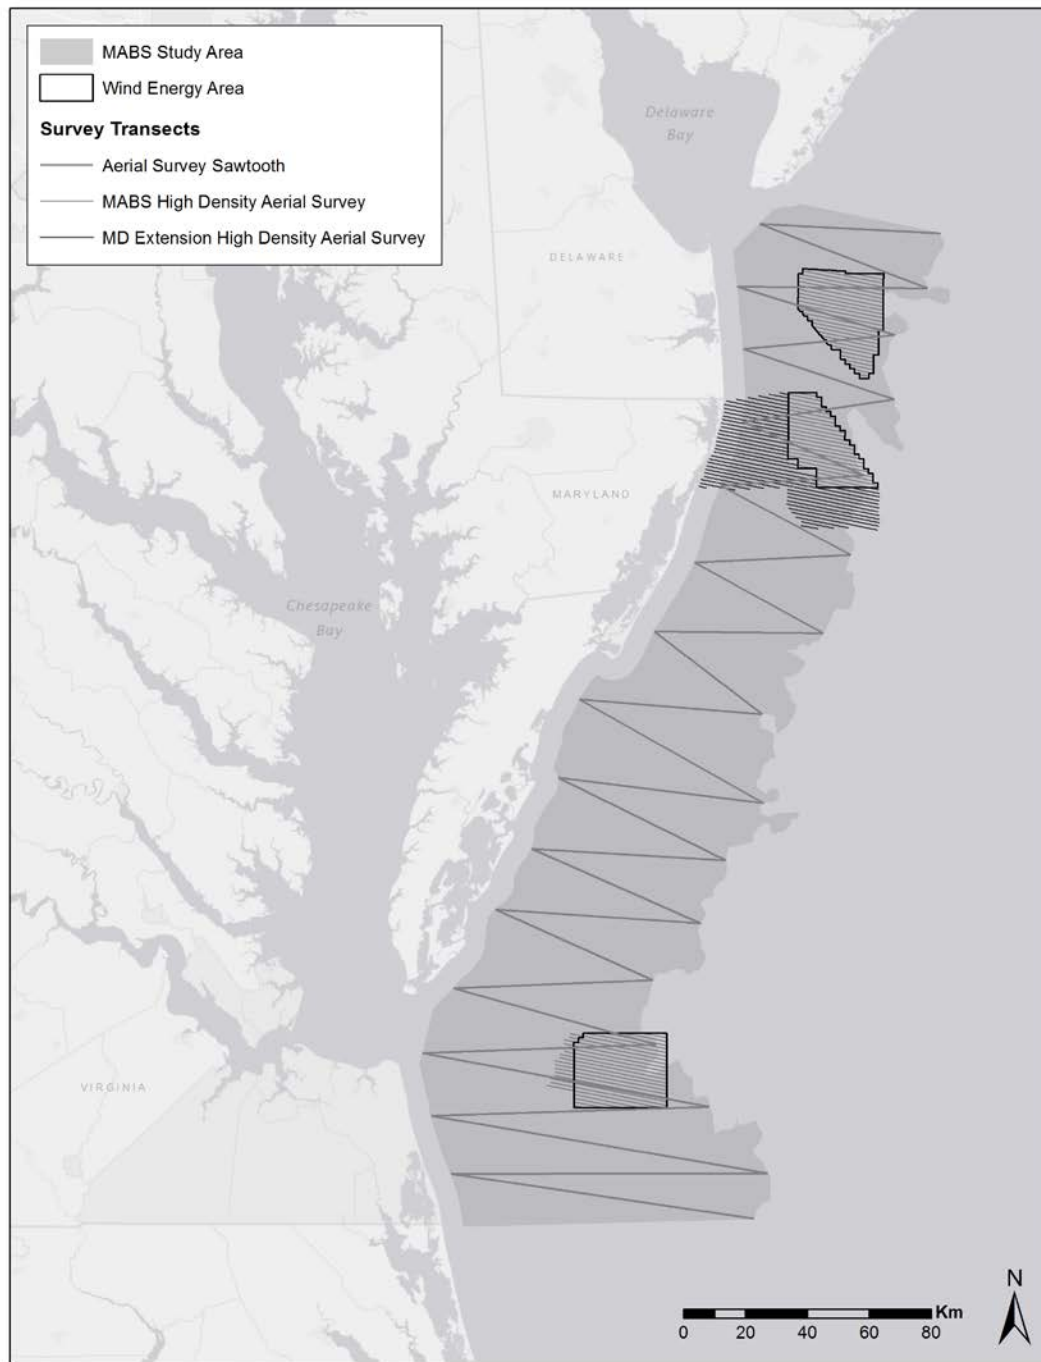 MABS Study Area
Wind Energy Area
Survey Transects
Aerial Survey Sawtooth
MABS High Density Aerial Survey
MD Extension High Density Aerial Survey
Delaware
Bay
DELAWARE
MARYLAND
Chesapeake
Bay
VIRGINIA
N
Km
0 20 40 60 80